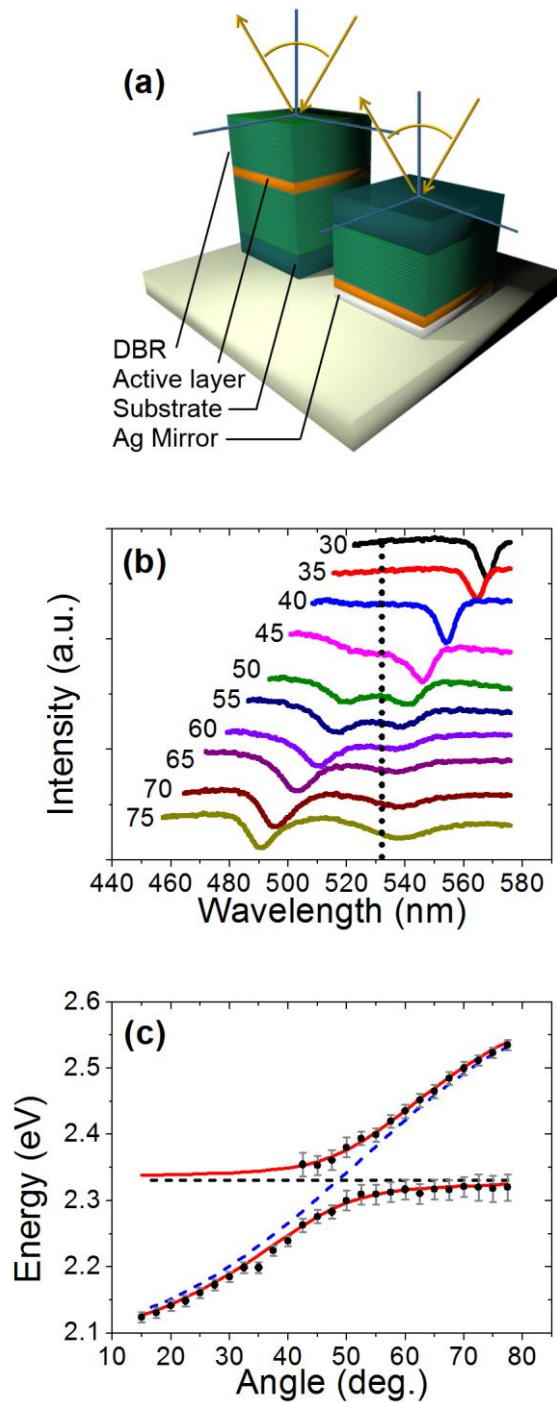 (a)
DBR
Active layer
Substrate
Ag Mirror
(b)
30
35
40
45
50
55
60
65
70
75
Intensity (a.u.)
440 460 480 500 520 540 560 580 600
Wavelength (nm)
(c)
2.6
2.5
2.4
2.3
2.2
2.1
Energy (eV)
10 20 30 40 50 60 70 80 90
Angle (deg.)